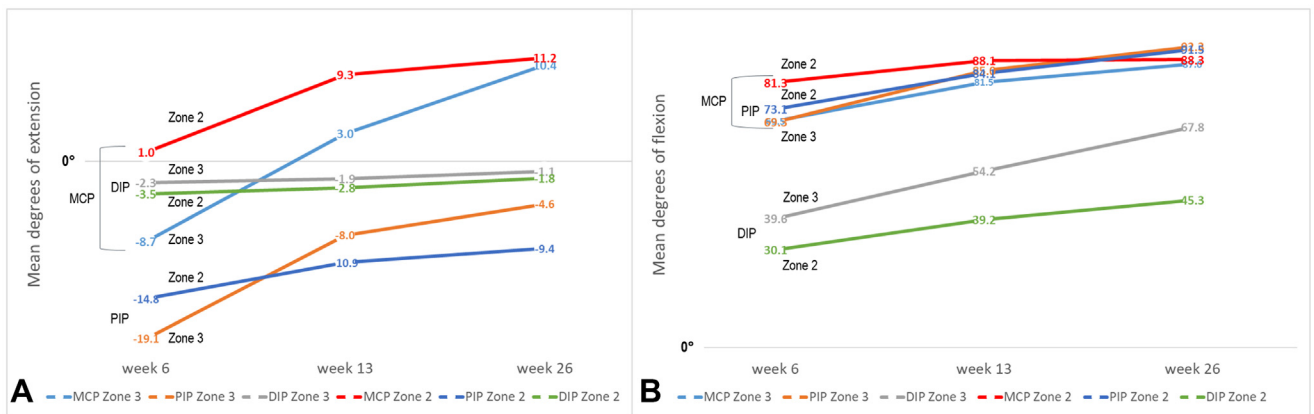 Mean degrees of extension
11.2
10.4
9.3
Zone 2
3.0
1.0
0°
Zone 3
MCP
DIP
-2.3
-1.9
-1.1
-3.5
-2.8
-1.8
Zone 2
-4.6
-8.7
Zone 3
-8.0
-9.4
Zone 2
10.9
-14.8
PIP
-19.1
Zone 3
week 6 week 13 week 26
A
MCP Zone 3 PIP Zone 3 DIP Zone 3 MCP Zone 2 PIP Zone 2 DIP Zone 2
Mean degrees of flexion
Zone 2
88.1
88.3
81.3
84.1
81.5
MCP
Zone 2
PIP
73.1
Zone 3
67.8
54.2
Zone 3
39.6
39.2
45.3
DIP
30.1
Zone 2
0°
week 6 week 13 week 26
B
MCP Zone 3 PIP Zone 3 DIP Zone 3 MCP Zone 2 PIP Zone 2 DIP Zone 2